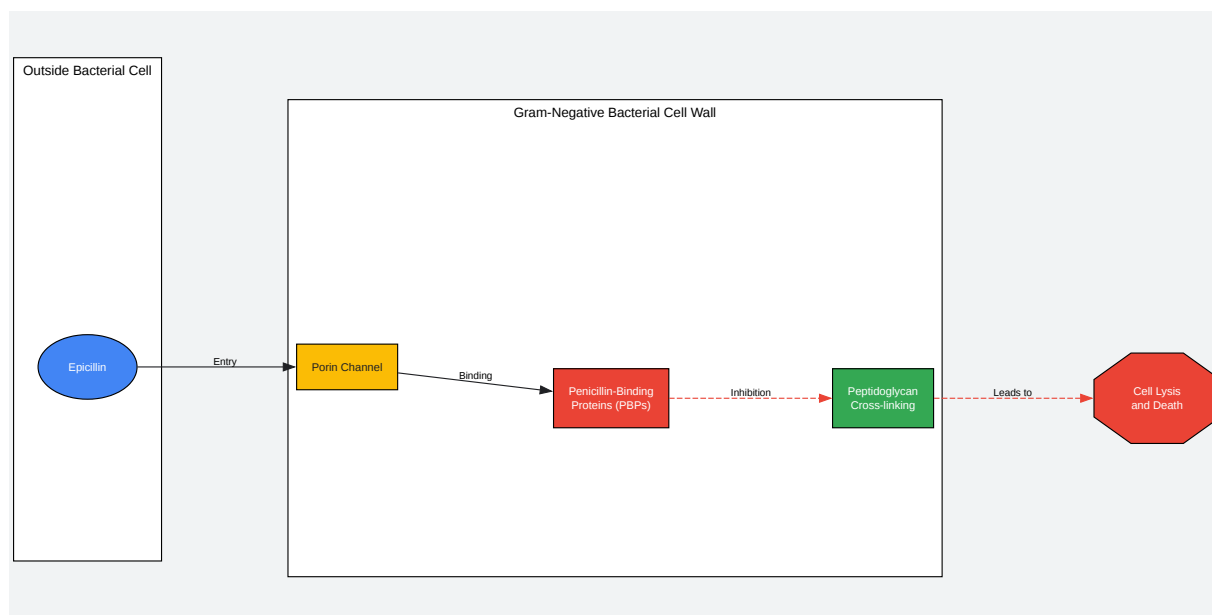 Outside Bacterial Cell
Gram-Negative Bacterial Cell Wall
Epicillin
Entry
Porin Channel
Binding
Penicillin-Binding
Proteins (PBPs)
Inhibition
Peptidoglycan
Cross-linking
Leads to
Cell Lysis
and Death